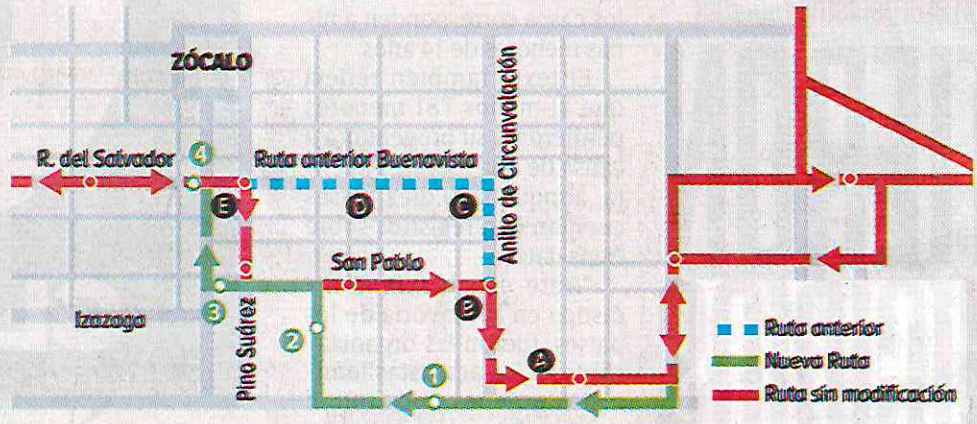 ZÓCALO
R. del Salvador
4
Ruta anterior Buenavista
Anillo de Circunvalación
E
D
C
San Pablo
B
3
Izazaga
Pino Suárez
2
1
A
Ruta anterior
Nueva Ruta
Ruta sin modificación